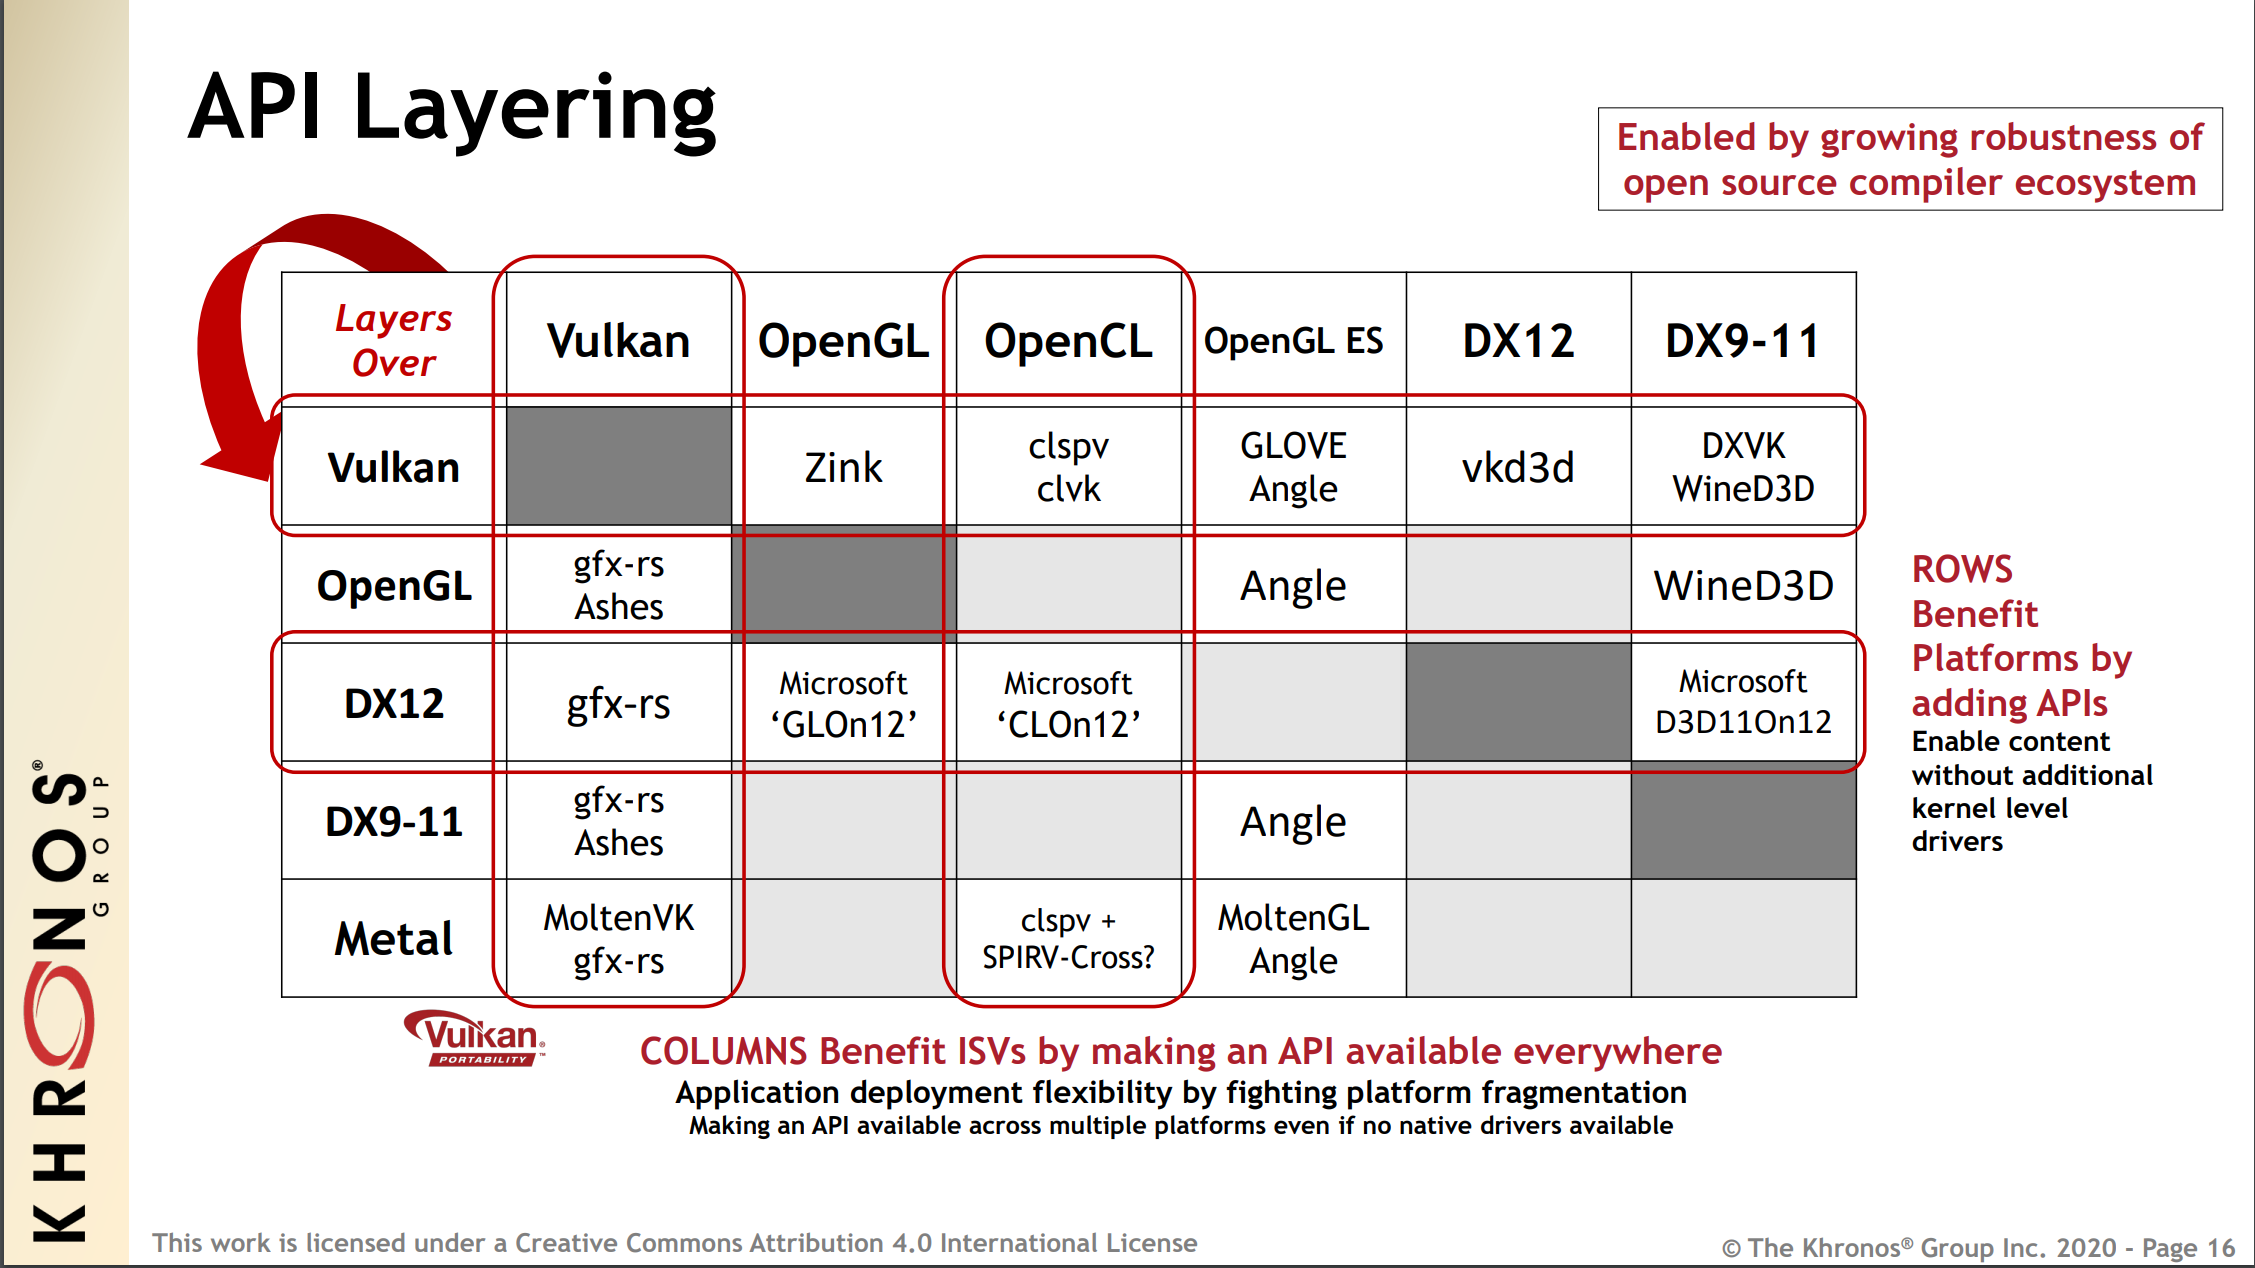 API Layering
Enabled by growing robustness of
open source compiler ecosystem
Layers
Over
Vulkan
OpenGL
OpenCL
OpenGL ES
DX12
DX9-11
Vulkan
Zink
clspv
clvk
GLOVE
Angle
vkd3d
DXVK
WineD3D
OpenGL
gfx-rs
Ashes
Angle
WineD3D
DX12
gfx-rs
Microsoft
‘GLOn12’
Microsoft
‘CLOn12’
Microsoft
D3D11On12
DX9-11
gfx-rs
Ashes
Angle
Metal
MoltenVK
gfx-rs
clspv +
SPIRV-Cross?
MoltenGL
Angle
ROWS
Benefit
Platforms by
adding APIs
Enable content
without additional
kernel level
drivers
Vulkan®
PORTABILITY™
COLUMNS Benefit ISVs by making an API available everywhere
Application deployment flexibility by fighting platform fragmentation
Making an API available across multiple platforms even if no native drivers available
KHRONOS®
GROUP
This work is licensed under a Creative Commons Attribution 4.0 International License
© The Khronos® Group Inc. 2020 - Page 16